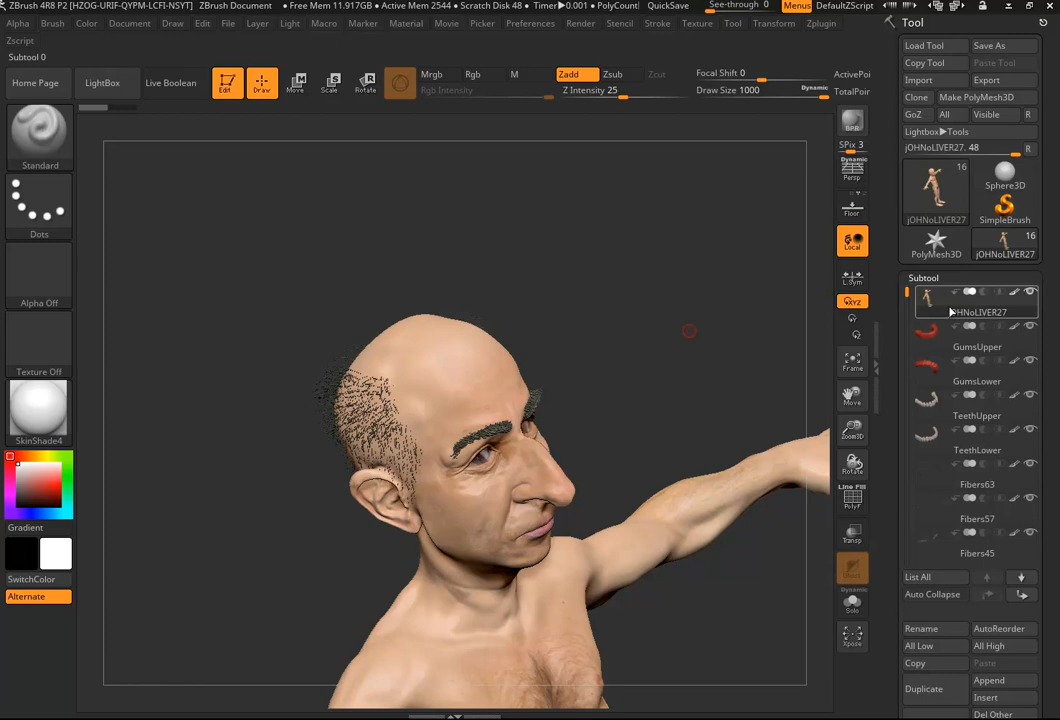 ZBrush 4R8 P2 [HZOG-URIF-QYPM-LCFI-NSYT] ZBrush Document • Free Mem 11.917GB • Active Mem 2544 • Scratch Disk 48 • Timer▶0.001 • PolyCount▶ QuickSave See-through 0 Menus DefaultZScript
Alpha Brush Color Document Draw Edit File Layer Light Macro Marker Material Movie Picker Preferences Render Stencil Stroke Texture Tool Transform Zplugin
Zscript
Subtool 0
Home Page LightBox Live Boolean Edit Draw Move Scale Rotate
Mrgb Rgb M Zadd Zsub Zcut Focal Shift 0 ActivePoi
Rgb Intensity Z Intensity 25 Draw Size 1000 Dynamic TotalPoin
Standard
Dots
Alpha Off
Texture Off
SkinShade4
Gradient
SwitchColor
Alternate
BPR
SPix 3
Dynamic
Persp
Floor
Local
L.Sym
XYZ
Frame
Move
Zoom3D
Rotate
Line Fill
PolyF
Transp
Dynamic
Solo
Xpose
Tool
Load Tool Save As
Copy Tool Paste Tool
Import Export
Clone Make PolyMesh3D
GoZ All Visible R
Lightbox▶Tools
jOHNoLIVER27. 48 R
16
jOHNoLIVER27
Sphere3D
SimpleBrush
PolyMesh3D
16
jOHNoLIVER27
Subtool
HNoLIVER27
GumsUpper
GumsLower
TeethUpper
TeethLower
Fibers63
Fibers57
Fibers45
List All
Auto Collapse
Rename AutoReorder
All Low All High
Copy Paste
Duplicate Append
Insert
Del Other